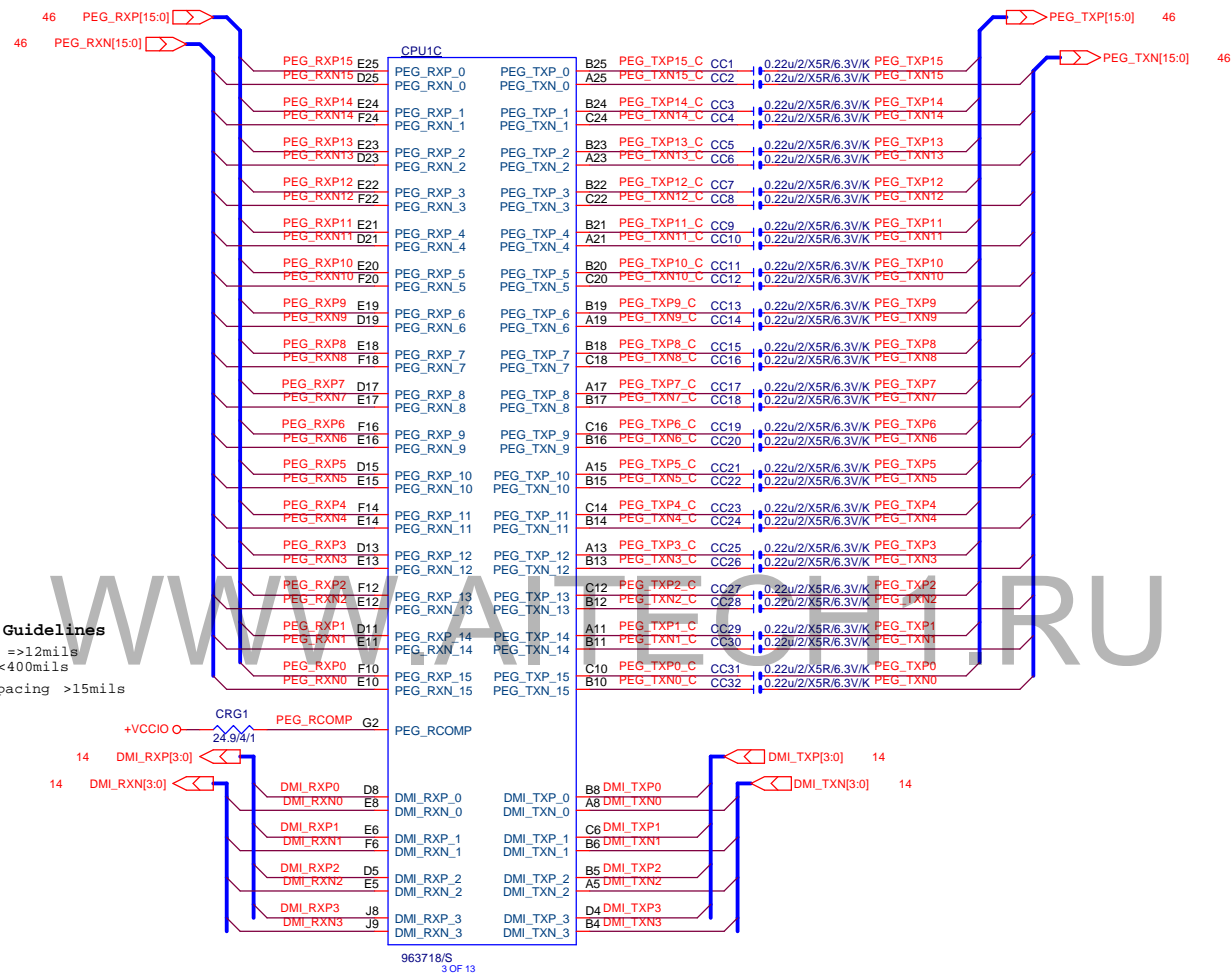 46 PEG_RXP[15:0] PEG_TXP[15:0] 46
46 PEG_RXN[15:0] PEG_TXN[15:0] 46
CPU1C
PEG_RXP15 E25 PEG_RXP_0 PEG_TXP_0 B25 PEG_TXP15_C CC1 0.22u/2/X5R/6.3V/K PEG_TXP15
PEG_RXN15 D25 PEG_RXN_0 PEG_TXN_0 A25 PEG_TXN15_C CC2 0.22u/2/X5R/6.3V/K PEG_TXN15
PEG_RXP14 E24 PEG_RXP_1 PEG_TXP_1 B24 PEG_TXP14_C CC3 0.22u/2/X5R/6.3V/K PEG_TXP14
PEG_RXN14 F24 PEG_RXN_1 PEG_TXN_1 C24 PEG_TXN14_C CC4 0.22u/2/X5R/6.3V/K PEG_TXN14
PEG_RXP13 E23 PEG_RXP_2 PEG_TXP_2 B23 PEG_TXP13_C CC5 0.22u/2/X5R/6.3V/K PEG_TXP13
PEG_RXN13 D23 PEG_RXN_2 PEG_TXN_2 A23 PEG_TXN13_C CC6 0.22u/2/X5R/6.3V/K PEG_TXN13
PEG_RXP12 E22 PEG_RXP_3 PEG_TXP_3 B22 PEG_TXP12_C CC7 0.22u/2/X5R/6.3V/K PEG_TXP12
PEG_RXN12 F22 PEG_RXN_3 PEG_TXN_3 C22 PEG_TXN12_C CC8 0.22u/2/X5R/6.3V/K PEG_TXN12
PEG_RXP11 E21 PEG_RXP_4 PEG_TXP_4 B21 PEG_TXP11_C CC9 0.22u/2/X5R/6.3V/K PEG_TXP11
PEG_RXN11 D21 PEG_RXN_4 PEG_TXN_4 A21 PEG_TXN11_C CC10 0.22u/2/X5R/6.3V/K PEG_TXN11
PEG_RXP10 E20 PEG_RXP_5 PEG_TXP_5 B20 PEG_TXP10_C CC11 0.22u/2/X5R/6.3V/K PEG_TXP10
PEG_RXN10 F20 PEG_RXN_5 PEG_TXN_5 C20 PEG_TXN10_C CC12 0.22u/2/X5R/6.3V/K PEG_TXN10
PEG_RXP9 E19 PEG_RXP_6 PEG_TXP_6 B19 PEG_TXP9_C CC13 0.22u/2/X5R/6.3V/K PEG_TXP9
PEG_RXN9 D19 PEG_RXN_6 PEG_TXN_6 A19 PEG_TXN9_C CC14 0.22u/2/X5R/6.3V/K PEG_TXN9
PEG_RXP8 E18 PEG_RXP_7 PEG_TXP_7 B18 PEG_TXP8_C CC15 0.22u/2/X5R/6.3V/K PEG_TXP8
PEG_RXN8 F18 PEG_RXN_7 PEG_TXN_7 C18 PEG_TXN8_C CC16 0.22u/2/X5R/6.3V/K PEG_TXN8
PEG_RXP7 D17 PEG_RXP_8 PEG_TXP_8 A17 PEG_TXP7_C CC17 0.22u/2/X5R/6.3V/K PEG_TXP7
PEG_RXN7 E17 PEG_RXN_8 PEG_TXN_8 B17 PEG_TXN7_C CC18 0.22u/2/X5R/6.3V/K PEG_TXN7
PEG_RXP6 F16 PEG_RXP_9 PEG_TXP_9 C16 PEG_TXP6_C CC19 0.22u/2/X5R/6.3V/K PEG_TXP6
PEG_RXN6 E16 PEG_RXN_9 PEG_TXN_9 B16 PEG_TXN6_C CC20 0.22u/2/X5R/6.3V/K PEG_TXN6
PEG_RXP5 D15 PEG_RXP_10 PEG_TXP_10 A15 PEG_TXP5_C CC21 0.22u/2/X5R/6.3V/K PEG_TXP5
PEG_RXN5 E15 PEG_RXN_10 PEG_TXN_10 B15 PEG_TXN5_C CC22 0.22u/2/X5R/6.3V/K PEG_TXN5
PEG_RXP4 F14 PEG_RXP_11 PEG_TXP_11 C14 PEG_TXP4_C CC23 0.22u/2/X5R/6.3V/K PEG_TXP4
PEG_RXN4 E14 PEG_RXN_11 PEG_TXN_11 B14 PEG_TXN4_C CC24 0.22u/2/X5R/6.3V/K PEG_TXN4
PEG_RXP3 D13 PEG_RXP_12 PEG_TXP_12 A13 PEG_TXP3_C CC25 0.22u/2/X5R/6.3V/K PEG_TXP3
PEG_RXN3 E13 PEG_RXN_12 PEG_TXN_12 B13 PEG_TXN3_C CC26 0.22u/2/X5R/6.3V/K PEG_TXN3
PEG_RXP2 F12 PEG_RXP_13 PEG_TXP_13 C12 PEG_TXP2_C CC27 0.22u/2/X5R/6.3V/K PEG_TXP2
PEG_RXN2 E12 PEG_RXN_13 PEG_TXN_13 B12 PEG_TXN2_C CC28 0.22u/2/X5R/6.3V/K PEG_TXN2
WWW.AITECH1.RU
Guidelines
=>12mils
<400mils
pacing >15mils
PEG_RXP1 D11 PEG_RXP_14 PEG_TXP_14 A11 PEG_TXP1_C CC29 0.22u/2/X5R/6.3V/K PEG_TXP1
PEG_RXN1 E11 PEG_RXN_14 PEG_TXN_14 B11 PEG_TXN1_C CC30 0.22u/2/X5R/6.3V/K PEG_TXN1
PEG_RXP0 F10 PEG_RXP_15 PEG_TXP_15 C10 PEG_TXP0_C CC31 0.22u/2/X5R/6.3V/K PEG_TXP0
PEG_RXN0 E10 PEG_RXN_15 PEG_TXN_15 B10 PEG_TXN0_C CC32 0.22u/2/X5R/6.3V/K PEG_TXN0
+VCCIO CRG1 PEG_RCOMP G2 PEG_RCOMP
24.9/4/1
14 DMI_RXP[3:0] DMI_TXP[3:0] 14
14 DMI_RXN[3:0] DMI_TXN[3:0] 14
DMI_RXP0 D8 DMI_RXP_0 DMI_TXP_0 B8 DMI_TXP0
DMI_RXN0 E8 DMI_RXN_0 DMI_TXN_0 A8 DMI_TXN0
DMI_RXP1 E6 DMI_RXP_1 DMI_TXP_1 C6 DMI_TXP1
DMI_RXN1 F6 DMI_RXN_1 DMI_TXN_1 B6 DMI_TXN1
DMI_RXP2 D5 DMI_RXP_2 DMI_TXP_2 B5 DMI_TXP2
DMI_RXN2 E5 DMI_RXN_2 DMI_TXN_2 A5 DMI_TXN2
DMI_RXP3 J8 DMI_RXP_3 DMI_TXP_3 D4 DMI_TXP3
DMI_RXN3 J9 DMI_RXN_3 DMI_TXN_3 B4 DMI_TXN3
963718/S
3 OF 13